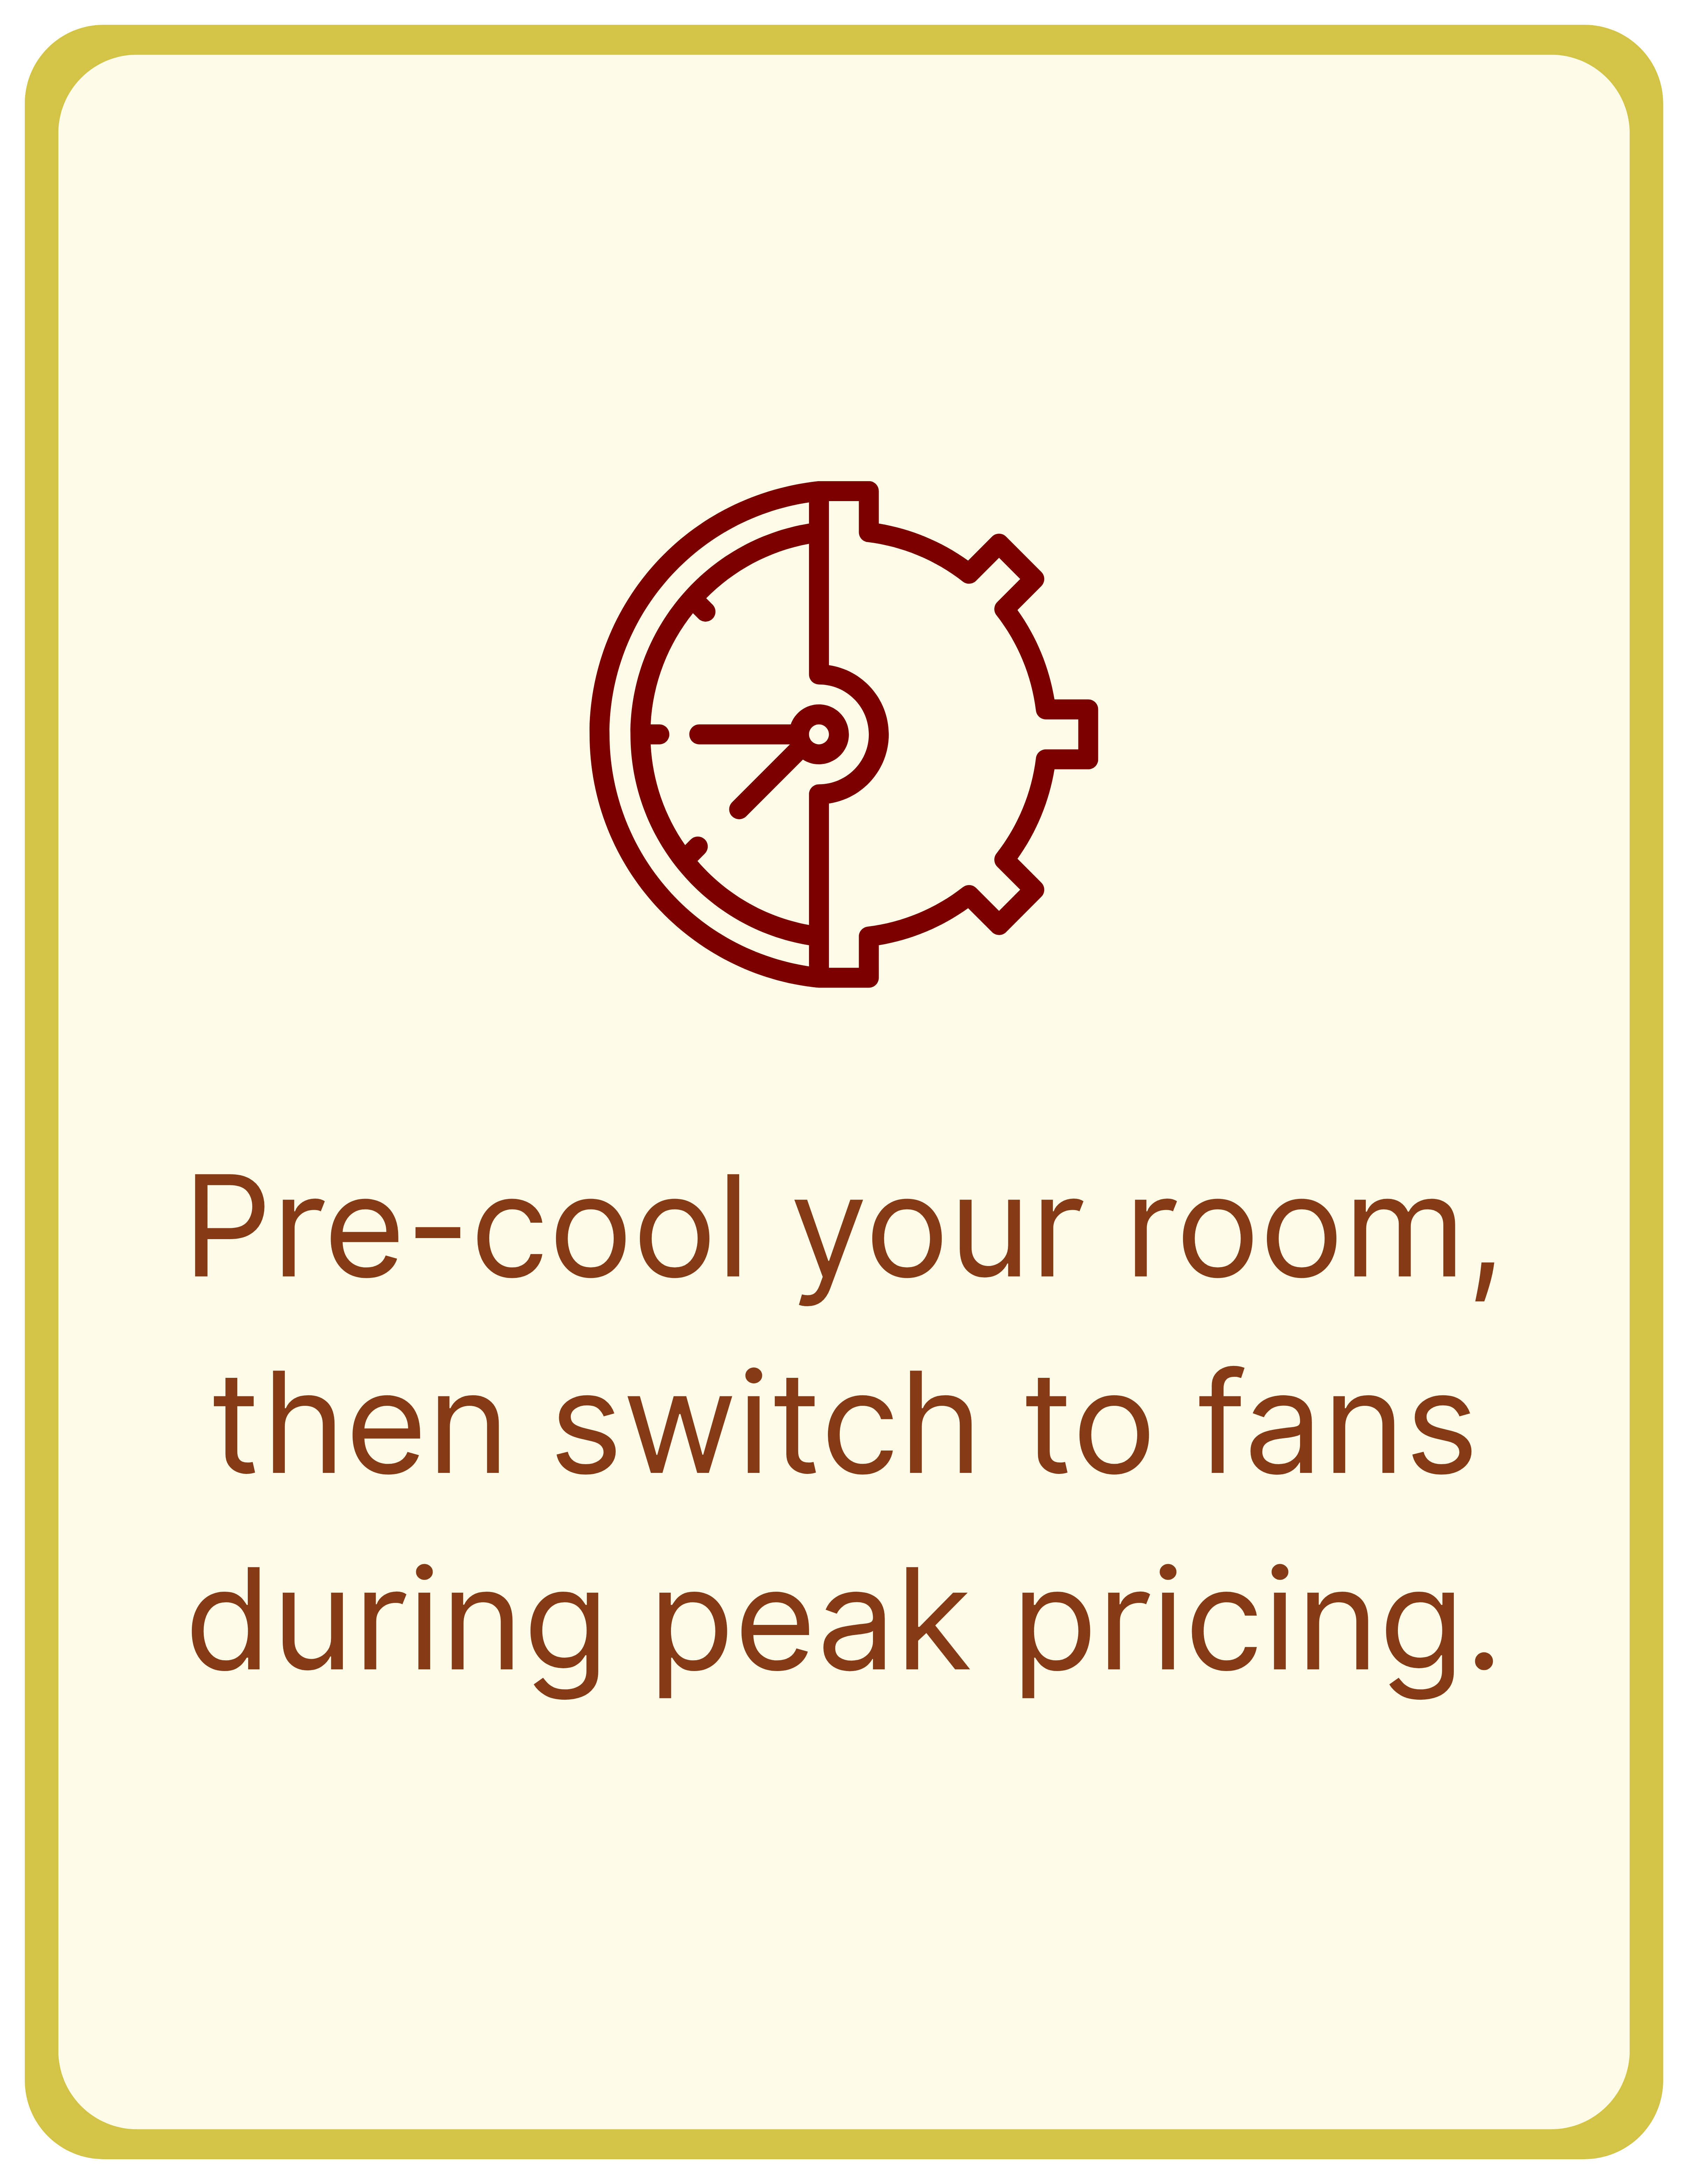 Pre-cool your room,
then switch to fans
during peak pricing.